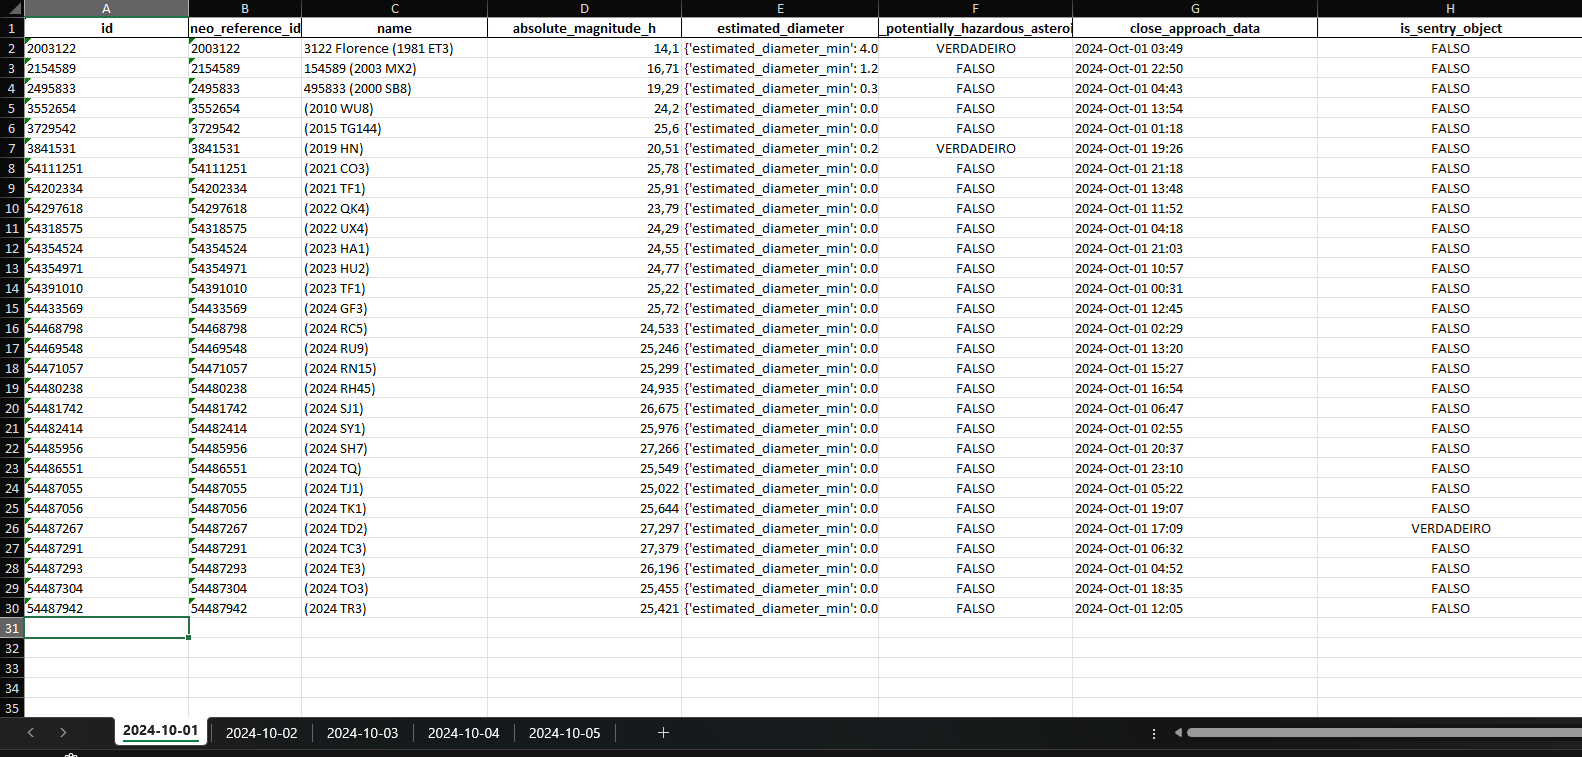 A B C D E F G H
1 id neo_reference_id name absolute_magnitude_h estimated_diameter _potentially_hazardous_asteroi close_approach_data is_sentry_object
2 2003122 2003122 3122 Florence (1981 ET3) 14,1 {'estimated_diameter_min': 4.0 VERDADEIRO 2024-Oct-01 03:49 FALSO
3 2154589 2154589 154589 (2003 MX2) 16,71 {'estimated_diameter_min': 1.2 FALSO 2024-Oct-01 22:50 FALSO
4 2495833 2495833 495833 (2000 SB8) 19,29 {'estimated_diameter_min': 0.3 FALSO 2024-Oct-01 04:43 FALSO
5 3552654 3552654 (2010 WU8) 24,2 {'estimated_diameter_min': 0.0 FALSO 2024-Oct-01 13:54 FALSO
6 3729542 3729542 (2015 TG144) 25,6 {'estimated_diameter_min': 0.0 FALSO 2024-Oct-01 01:18 FALSO
7 3841531 3841531 (2019 HN) 20,51 {'estimated_diameter_min': 0.2 VERDADEIRO 2024-Oct-01 19:26 FALSO
8 54111251 54111251 (2021 CO3) 25,78 {'estimated_diameter_min': 0.0 FALSO 2024-Oct-01 21:18 FALSO
9 54202334 54202334 (2021 TF1) 25,91 {'estimated_diameter_min': 0.0 FALSO 2024-Oct-01 13:48 FALSO
10 54297618 54297618 (2022 QK4) 23,79 {'estimated_diameter_min': 0.0 FALSO 2024-Oct-01 11:52 FALSO
11 54318575 54318575 (2022 UX4) 24,29 {'estimated_diameter_min': 0.0 FALSO 2024-Oct-01 04:18 FALSO
12 54354524 54354524 (2023 HA1) 24,55 {'estimated_diameter_min': 0.0 FALSO 2024-Oct-01 21:03 FALSO
13 54354971 54354971 (2023 HU2) 24,77 {'estimated_diameter_min': 0.0 FALSO 2024-Oct-01 10:57 FALSO
14 54391010 54391010 (2023 TF1) 25,22 {'estimated_diameter_min': 0.0 FALSO 2024-Oct-01 00:31 FALSO
15 54433569 54433569 (2024 GF3) 25,72 {'estimated_diameter_min': 0.0 FALSO 2024-Oct-01 12:45 FALSO
16 54468798 54468798 (2024 RC5) 24,533 {'estimated_diameter_min': 0.0 FALSO 2024-Oct-01 02:29 FALSO
17 54469548 54469548 (2024 RU9) 25,246 {'estimated_diameter_min': 0.0 FALSO 2024-Oct-01 13:20 FALSO
18 54471057 54471057 (2024 RN15) 25,299 {'estimated_diameter_min': 0.0 FALSO 2024-Oct-01 15:27 FALSO
19 54480238 54480238 (2024 RH45) 24,935 {'estimated_diameter_min': 0.0 FALSO 2024-Oct-01 16:54 FALSO
20 54481742 54481742 (2024 SJ1) 26,675 {'estimated_diameter_min': 0.0 FALSO 2024-Oct-01 06:47 FALSO
21 54482414 54482414 (2024 SY1) 25,976 {'estimated_diameter_min': 0.0 FALSO 2024-Oct-01 02:55 FALSO
22 54485956 54485956 (2024 SH7) 27,266 {'estimated_diameter_min': 0.0 FALSO 2024-Oct-01 20:37 FALSO
23 54486551 54486551 (2024 TQ) 25,549 {'estimated_diameter_min': 0.0 FALSO 2024-Oct-01 23:10 FALSO
24 54487055 54487055 (2024 TJ1) 25,022 {'estimated_diameter_min': 0.0 FALSO 2024-Oct-01 05:22 FALSO
25 54487056 54487056 (2024 TK1) 25,644 {'estimated_diameter_min': 0.0 FALSO 2024-Oct-01 19:07 FALSO
26 54487267 54487267 (2024 TD2) 27,297 {'estimated_diameter_min': 0.0 FALSO 2024-Oct-01 17:09 VERDADEIRO
27 54487291 54487291 (2024 TC3) 27,379 {'estimated_diameter_min': 0.0 FALSO 2024-Oct-01 06:32 FALSO
28 54487293 54487293 (2024 TE3) 26,196 {'estimated_diameter_min': 0.0 FALSO 2024-Oct-01 04:52 FALSO
29 54487304 54487304 (2024 TO3) 25,455 {'estimated_diameter_min': 0.0 FALSO 2024-Oct-01 18:35 FALSO
30 54487942 54487942 (2024 TR3) 25,421 {'estimated_diameter_min': 0.0 FALSO 2024-Oct-01 12:05 FALSO
31
32
33
34
35
2024-10-01 2024-10-02 2024-10-03 2024-10-04 2024-10-05